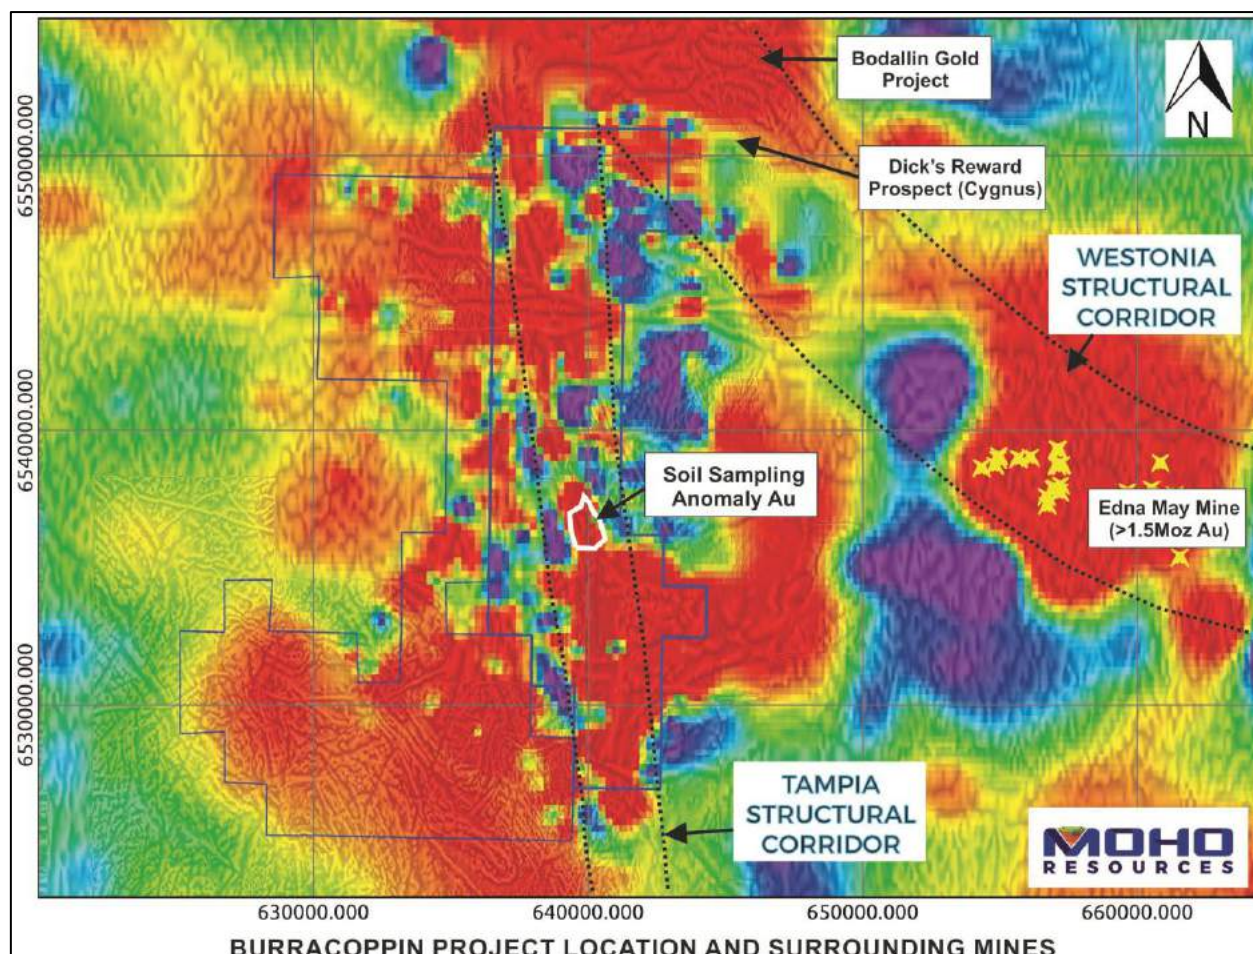 Bodallin Gold
Project
N
Dick's Reward
Prospect (Cygnus)
WESTONIA
STRUCTURAL
CORRIDOR
Soil Sampling
Anomaly Au
Edna May Mine
(>1.5Moz Au)
TAMPIA
STRUCTURAL
CORRIDOR
MOHO
RESOURCES
6550000.000
6540000.000
6530000.000
630000.000
640000.000
650000.000
660000.000
BURRACOPPIN PROJECT LOCATION AND SURROUNDING MINES